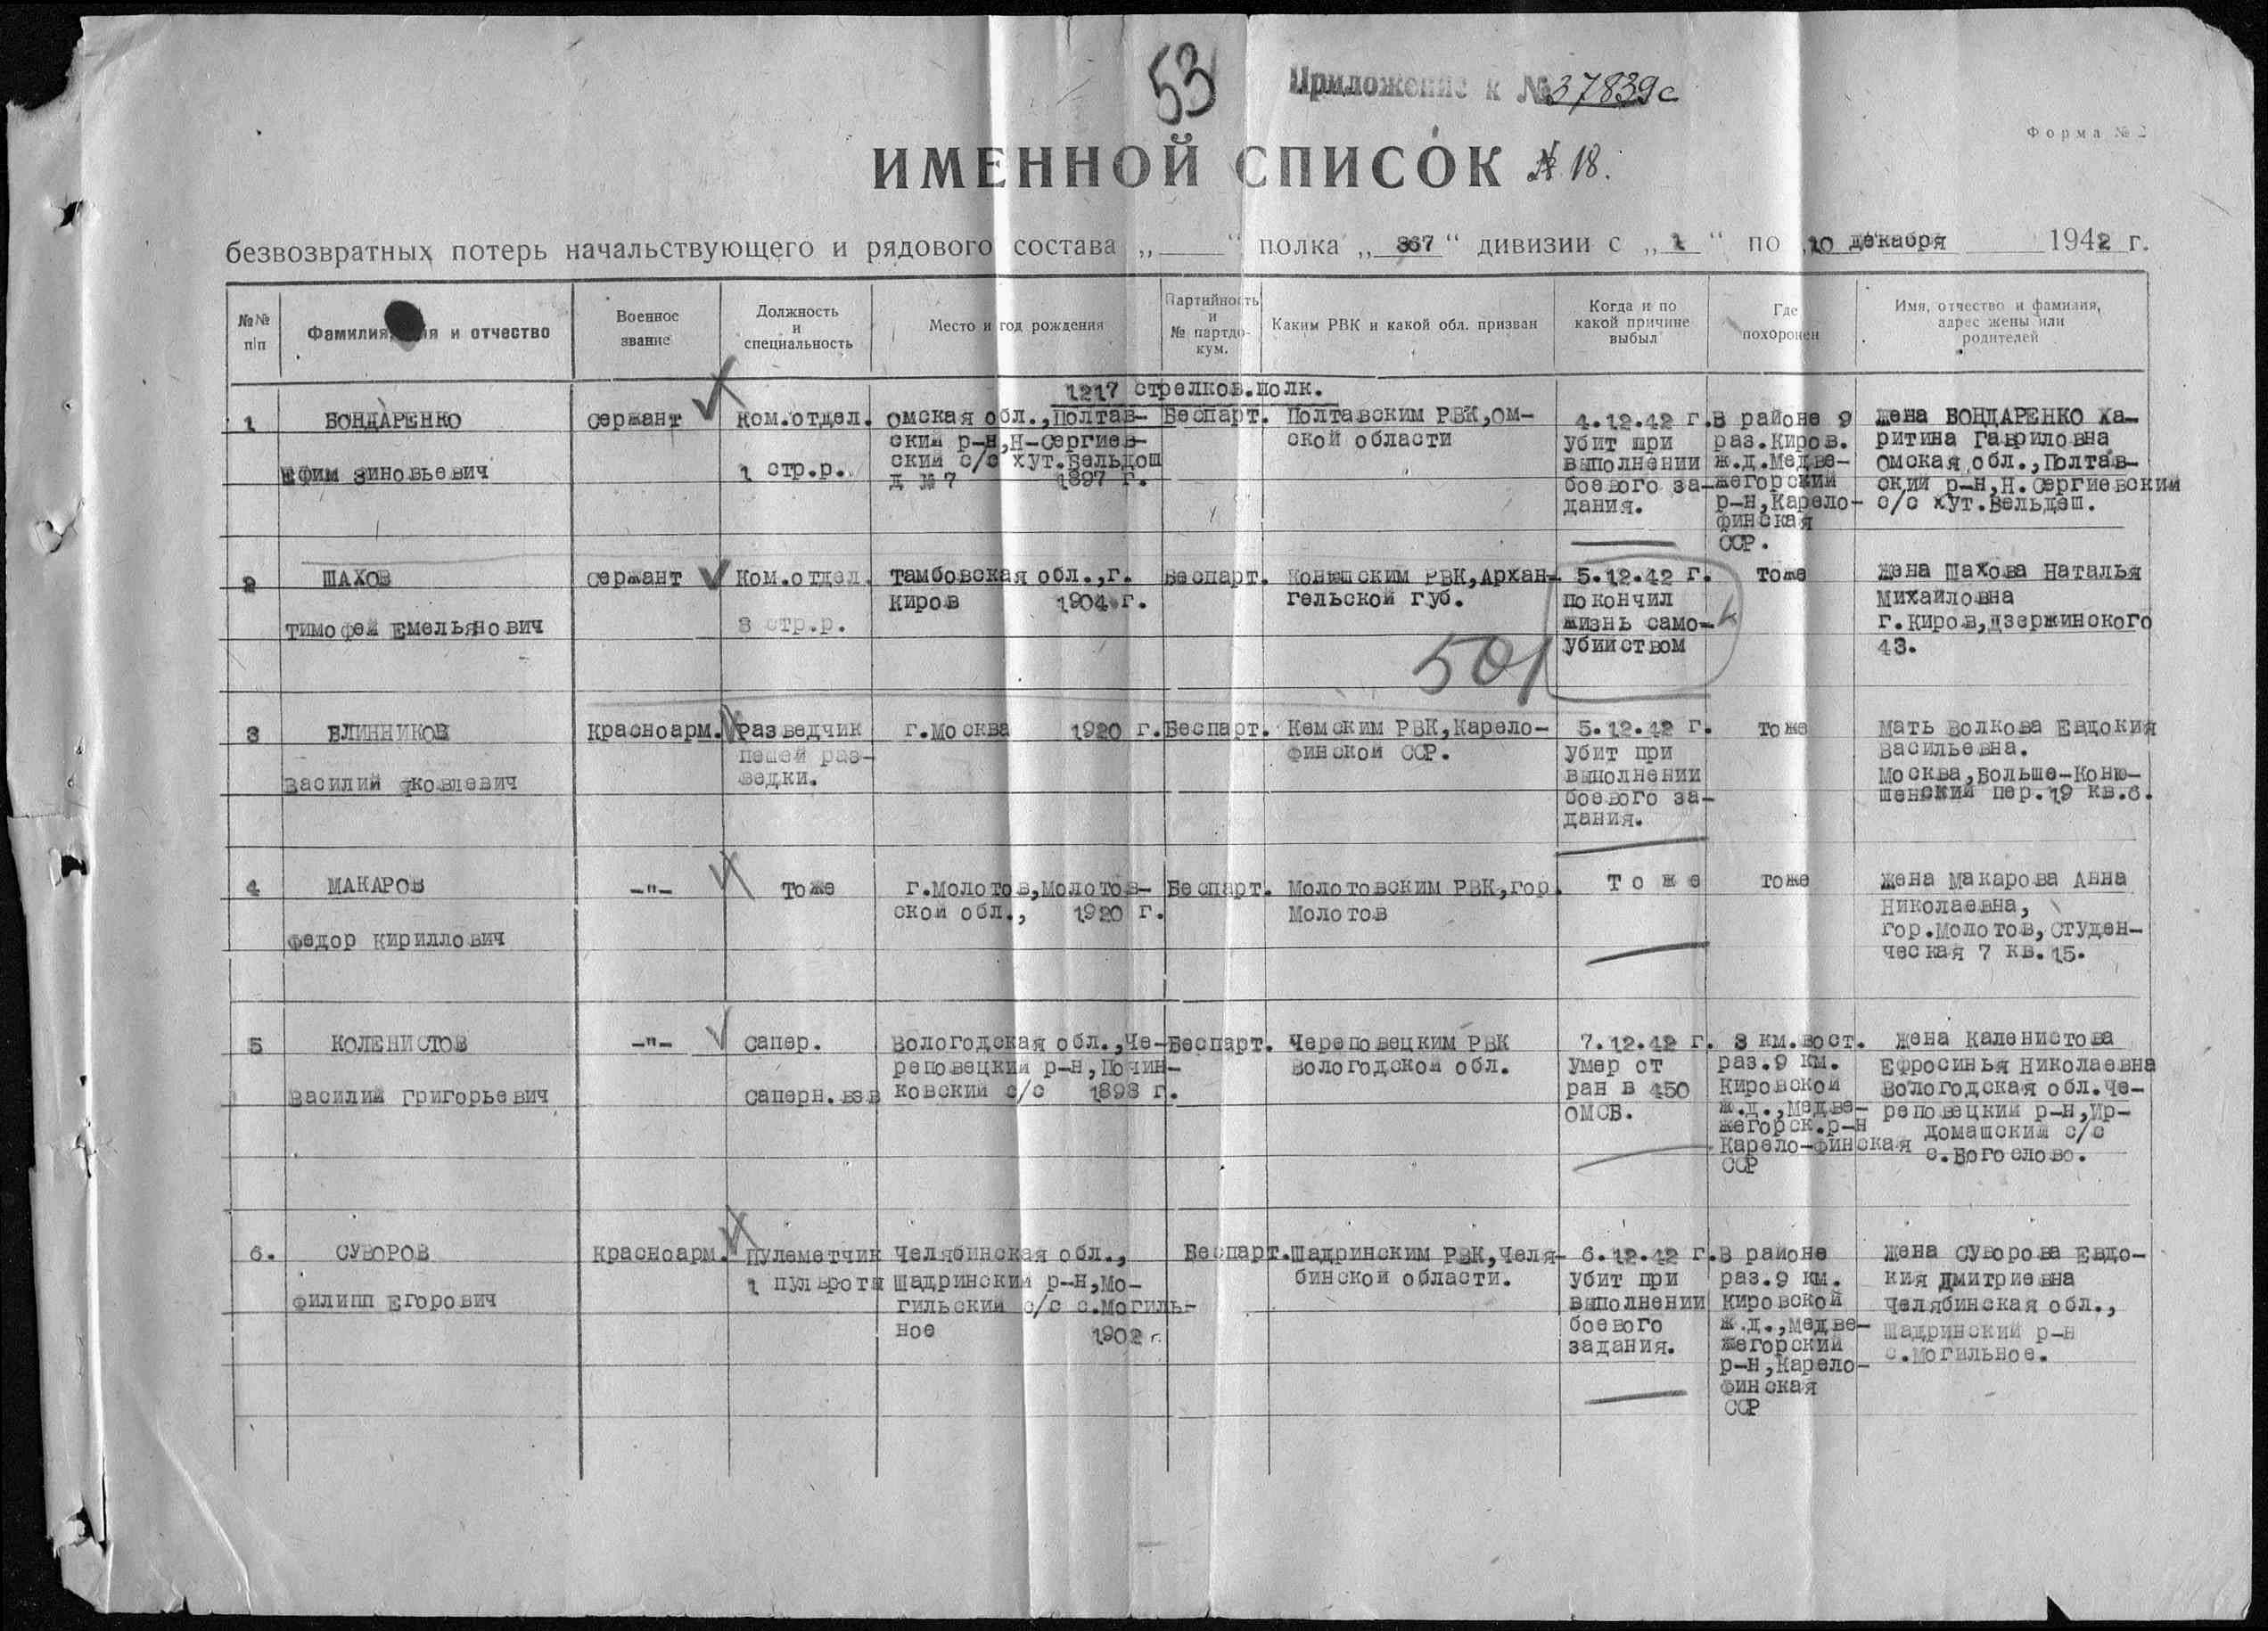 53
Приложение к № 37839с
Форма № 2
ИМЕННОЙ СПИСОК № 18.
безвозвратных потерь начальствующего и рядового состава „ “ полка „ 367 “ дивизии с „ 1 “ по „ 10 декабря 1942 г.
№№ п/п
Фамилия, и отчество
Военное звание
Должность и специальность
Место и год рождения
Партийность и № партдокум.
Каким РВК и какой обл. призван
Когда и по какой причине выбыл
Где похоронен
Имя, отчество и фамилия, адрес жены или родителей
1217 стрелков.полк.
1
БОНДАРЕНКО
Ефим Зиновьевич
Сержант
Ком.отдел.
1 стр.р.
Омская обл., Полтав-
ский р-н, Н-Сергиев-
ский с/с хут.Вельдош
д №7 1897 г.
Беспарт.
Полтавским РВК, Ом-
ской области
4.12.42 г.
убит при
выполнении
боевого за-
дания.
В районе 9
раз.Киров.
ж.д.Медве-
жегорский
р-н, Карело-
финская
ССР.
Жена БОНДАРЕНКО Ха-
ритина Гавриловна
Омская обл., Полтав-
ский р-н, Н.Сергиевским
с/с хут.Вельдеш.
2
ШАХОВ
Тимофей Емельянович
Сержант
Ком.отдел.
3 стр.р.
Тамбовская обл., г.
Киров 1904 г.
Беспарт.
Коношским РВК, Архан-
гельской губ.
5.12.42 г.
покончил
жизнь само-
убийством
501
тоже
Жена Шахова Наталья
Михайловна
г.Киров, Дзержинского
43.
3
БЛИННИКОВ
Василий Яковлевич
Красноарм.
Разведчик
пешей раз-
ведки.
г.Москва 1920 г.
Беспарт.
Кемским РВК, Карело-
финской ССР.
5.12.42 г.
убит при
выполнении
боевого за-
дания.
тоже
Мать Волкова Евдокия
Васильевна.
Москва, Больше-Коню-
шенский пер.19 кв.6.
4
МАКАРОВ
Федор Кириллович
-"-
тоже
г.Молотов, Молотов-
ской обл., 1920 г.
Беспарт.
Молотовским РВК, гор.
Молотов
Тоже
тоже
Жена Макарова Анна
Николаевна,
гор.Молотов, Студен-
ческая 7 кв.15.
5
КОЛЕНИСТОВ
Василий Григорьевич
-"-
Сапер.
Саперн.взв
Вологодская обл., Че-
реповецкий р-н, Почин-
ковский с/с 1893 г.
Беспарт.
Череповецким РВК
Вологодской обл.
7.12.42 г.
умер от
ран в 450
ОМСБ.
3 км.вост.
раз.9 км.
Кировской
ж.д., Медве-
жегорск.р-н
Карело-финская
ССР
Жена Каленистова
Ефросинья Николаевна
Вологодская обл.Че-
реповецкий р-н, Ир-
домашский с/с
с.Богослово.
6.
СУВОРОВ
Филипп Егорович
Красноарм.
Пулеметчик
1 пульроты
Челябинская обл.,
Шадринский р-н, Мо-
гильский с/с с.Могиль-
ное 1902 г.
Беспарт.
Шадринским РВК, Челя-
бинской области.
6.12.42 г.
убит при
выполнении
боевого
задания.
В районе
раз.9 км.
Кировской
ж.д., Медве-
жегорский
р-н, Карело-
финская
ССР
Жена Суворова Евдо-
кия Дмитриевна
Челябинская обл.,
Шадринский р-н
с.Могильное.